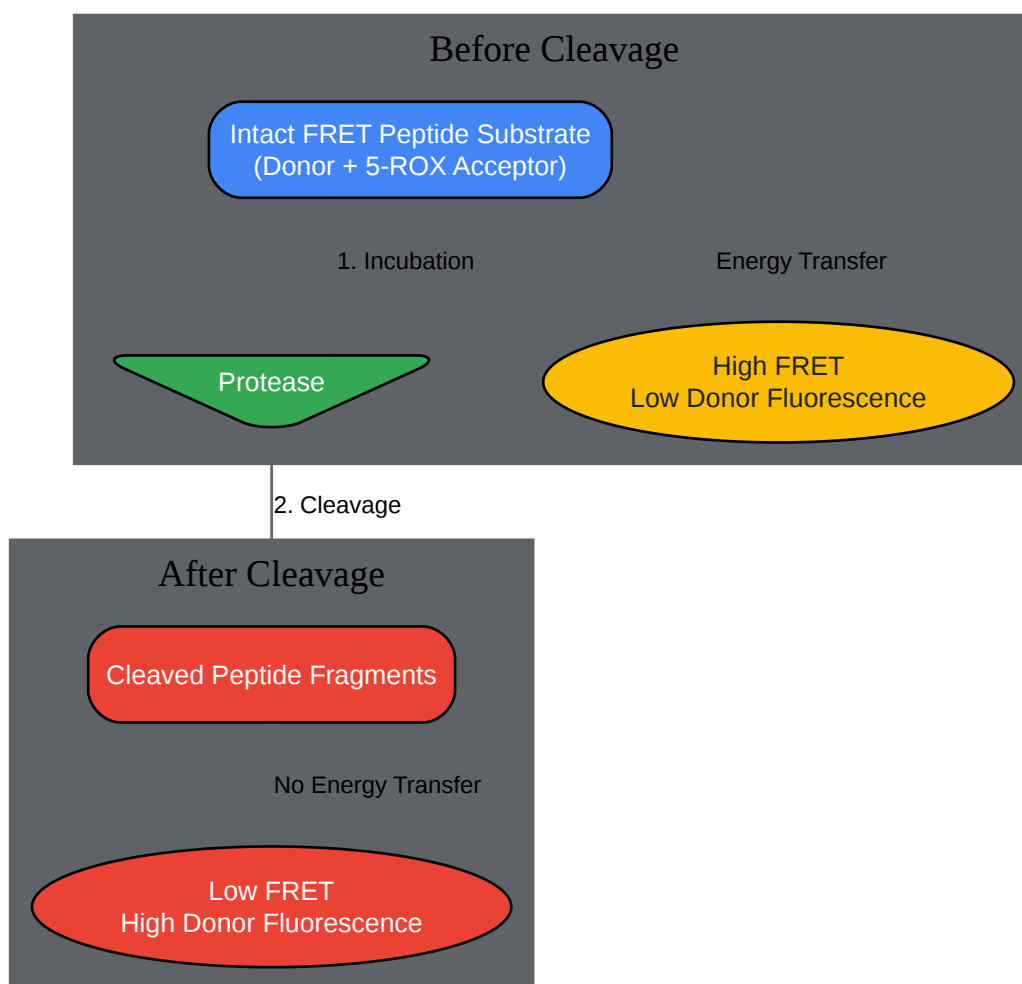 Before Cleavage
Intact FRET Peptide Substrate
(Donor + 5-ROX Acceptor)
1. Incubation
Energy Transfer
Protease
High FRET
Low Donor Fluorescence
2. Cleavage
After Cleavage
Cleaved Peptide Fragments
No Energy Transfer
Low FRET
High Donor Fluorescence